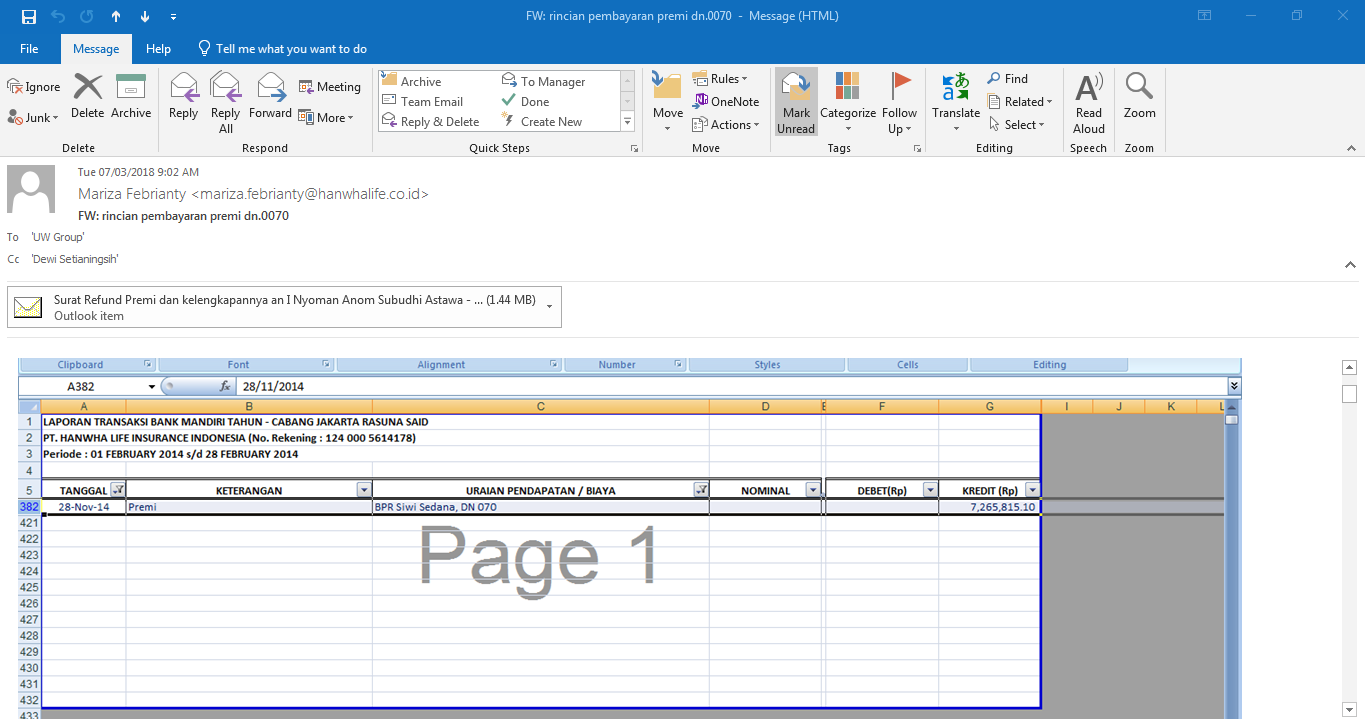 FW: rincian pembayaran premi dn.0070 - Message (HTML)
File Message Help Tell me what you want to do
Ignore
Junk
Delete
Archive
Delete
Reply
Reply All
Forward
Meeting
More
Respond
Archive
To Manager
Team Email
Done
Reply & Delete
Create New
Quick Steps
Move
Rules
OneNote
Actions
Move
Mark Unread
Categorize
Follow Up
Tags
Translate
Find
Related
Select
Editing
Read Aloud
Speech
Zoom
Zoom
Tue 07/03/2018 9:02 AM
Mariza Febrianty <mariza.febrianty@hanwhalife.co.id>
FW: rincian pembayaran premi dn.0070
To 'UW Group'
Cc 'Dewi Setianingsih'
Surat Refund Premi dan kelengkapannya an I Nyoman Anom Subudhi Astawa - ... (1.44 MB)
Outlook item
Clipboard Font Alignment Number Styles Cells Editing
A382 fx 28/11/2014
A B C D E F G I J K L
1 LAPORAN TRANSAKSI BANK MANDIRI TAHUN - CABANG JAKARTA RASUNA SAID
2 PT. HANWHA LIFE INSURANCE INDONESIA (No. Rekening : 124 000 5614178)
3 Periode : 01 FEBRUARY 2014 s/d 28 FEBRUARY 2014
4
5 TANGGAL KETERANGAN URAIAN PENDAPATAN / BIAYA NOMINAL DEBET(Rp) KREDIT (Rp)
382 28-Nov-14 Premi BPR Siwi Sedana, DN 070 7,265,815.10
421
422
423
424
425
426
427
428
429
430
431
432
433
Page 1